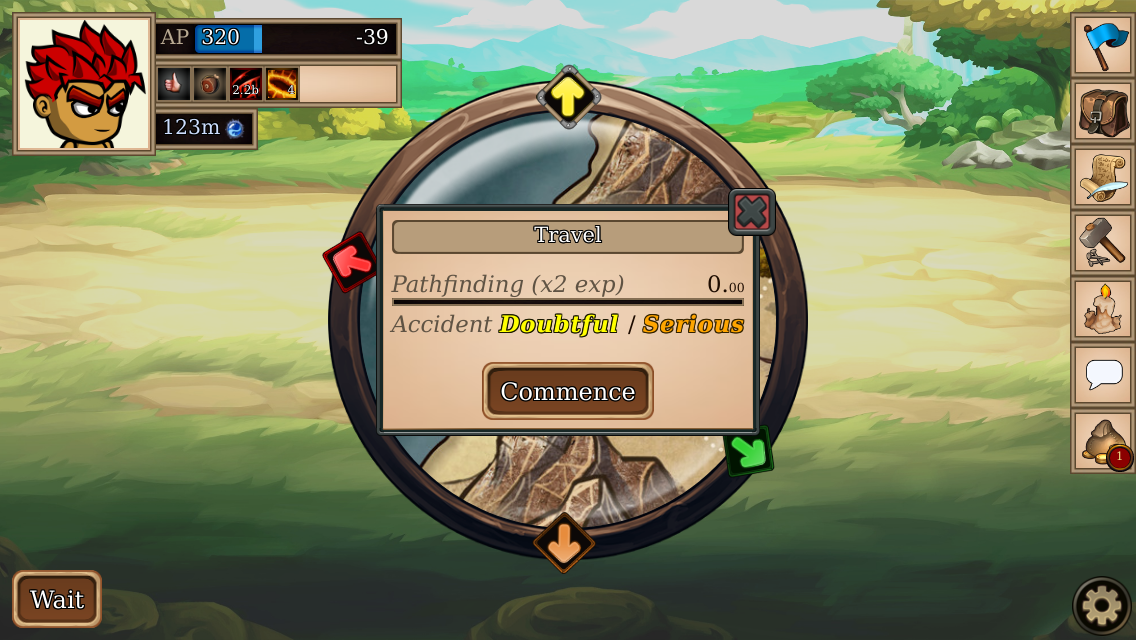 AP 320 -39
2.2b 4
123m
Travel
Pathfinding (x2 exp) 0.00
Accident Doubtful / Serious
Commence
1
Wait